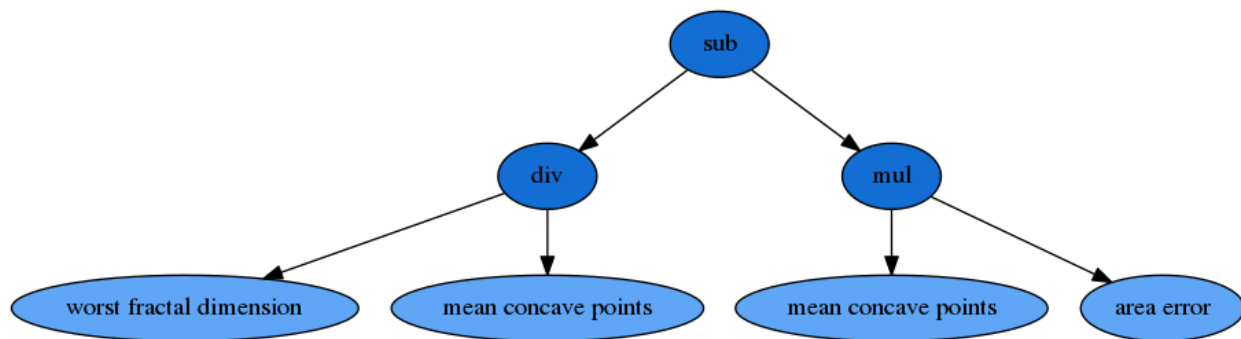 sub
div
mul
worst fractal dimension
mean concave points
mean concave points
area error